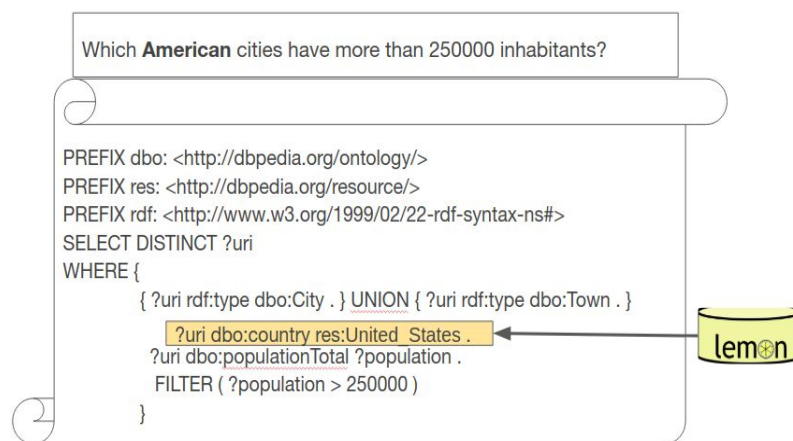 Which American cities have more than 250000 inhabitants?
PREFIX dbo: <http://dbpedia.org/ontology/>
PREFIX res: <http://dbpedia.org/resource/>
PREFIX rdf: <http://www.w3.org/1999/02/22-rdf-syntax-ns#>
SELECT DISTINCT ?uri
WHERE {
{ ?uri rdf:type dbo:City . } UNION { ?uri rdf:type dbo:Town . }
?uri dbo:country res:United_States .
?uri dbo:populationTotal ?population .
FILTER ( ?population > 250000 )
}
lemon